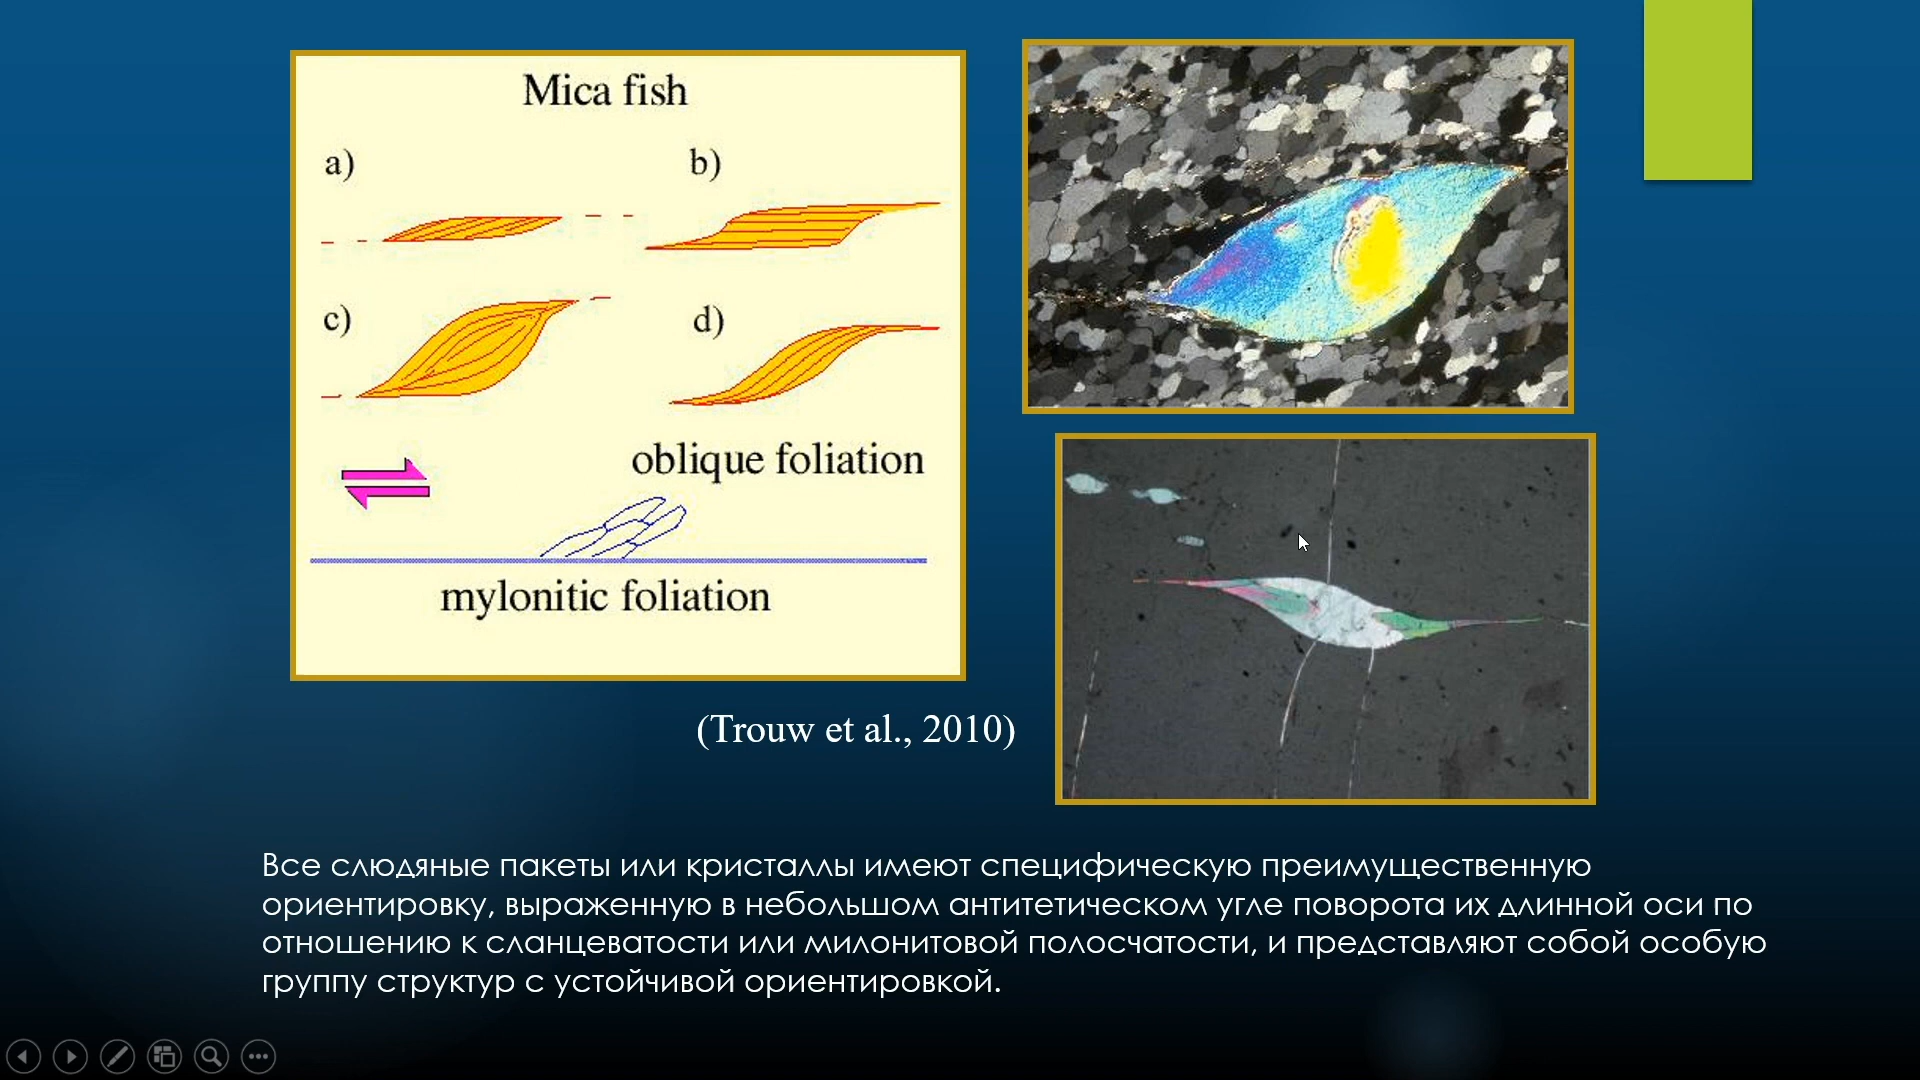 Mica fish
a)
b)
c)
d)
oblique foliation
mylonitic foliation
(Trouw et al., 2010)
Все слюдяные пакеты или кристаллы имеют специфическую преимущественную
ориентировку, выраженную в небольшом антитетическом угле поворота их длинной оси по
отношению к сланцеватости или милонитовой полосчатости, и представляют собой особую
группу структур с устойчивой ориентировкой.